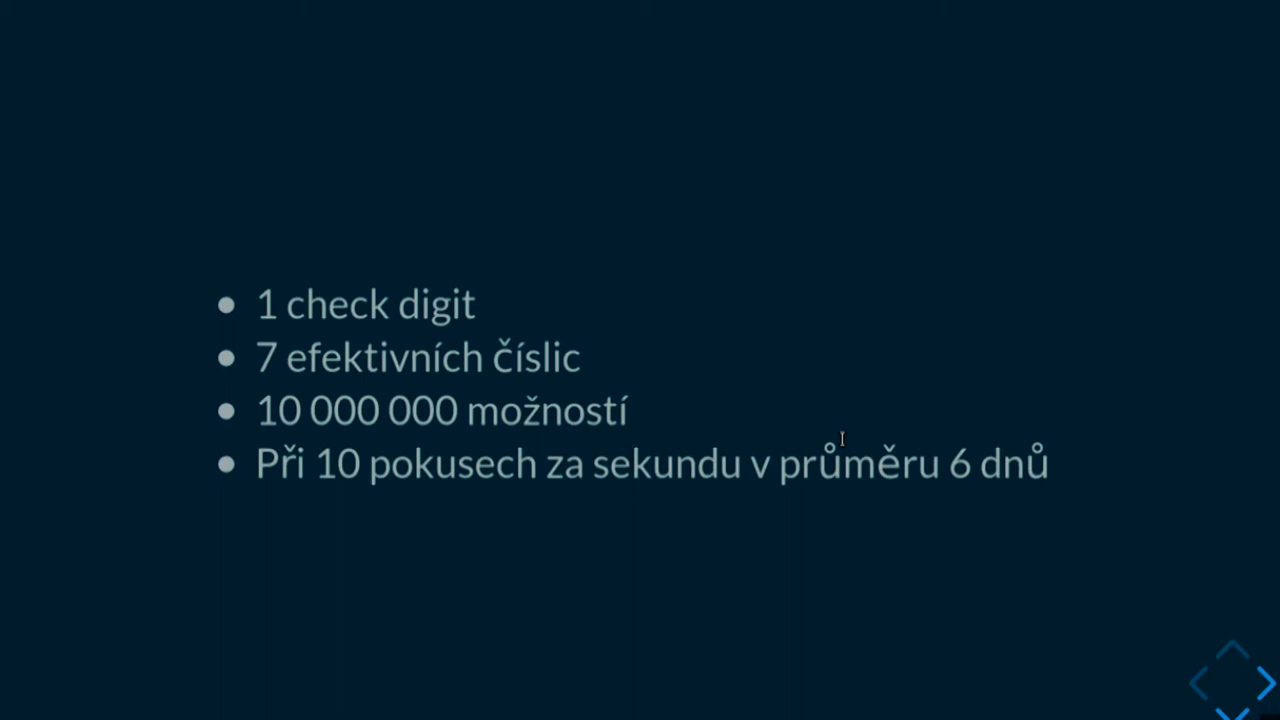 1 check digit
7 efektivních číslic
10 000 000 možností
Při 10 pokusech za sekundu v průměru 6 dnů